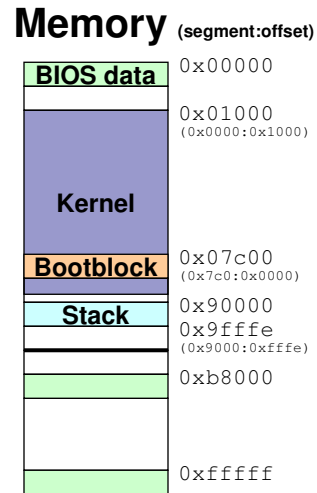 Memory (segment:offset)
BIOS data 0x00000
0x01000
(0x0000:0x1000)
Kernel
Bootblock 0x07c00
(0x7c0:0x0000)
Stack 0x90000
0x9fffe
(0x9000:0xfffe)
0xb8000
0xfffff